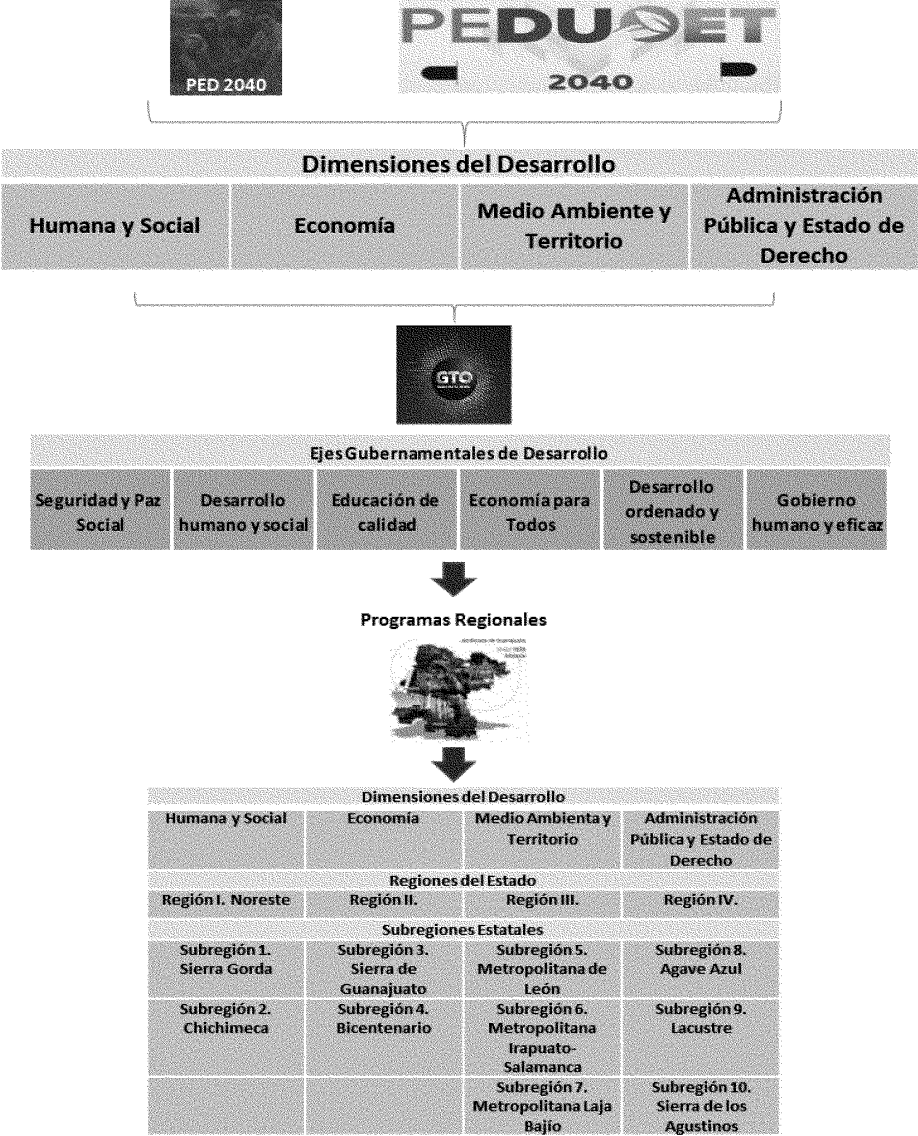 PED 2040
PEDUOET
2040
Dimensiones del Desarrollo
Humana y Social
Economía
Medio Ambiente y
Territorio
Administración
Pública y Estado de
Derecho
GTO
Ejes Gubernamentales de Desarrollo
Seguridad y Paz
Social
Desarrollo
humano y social
Educación de
calidad
Economía para
Todos
Desarrollo
ordenado y
sostenible
Gobierno
humano y eficaz
Programas Regionales
Dimensiones del Desarrollo
Humana y Social
Economía
Medio Ambienta y
Territorio
Administración
Pública y Estado de
Derecho
Regiones del Estado
Región I. Noreste
Región II.
Región III.
Región IV.
Subregiones Estatales
Subregión 1.
Sierra Gorda
Subregión 3.
Sierra de
Guanajuato
Subregión 5.
Metropolitana de
León
Subregión 8.
Agave Azul
Subregión 2.
Chichimeca
Subregión 4.
Bicentenario
Subregión 6.
Metropolitana
Irapuato-
Salamanca
Subregión 9.
Lacustre
Subregión 7.
Metropolitana Laja
Bajío
Subregión 10.
Sierra de los
Agustinos